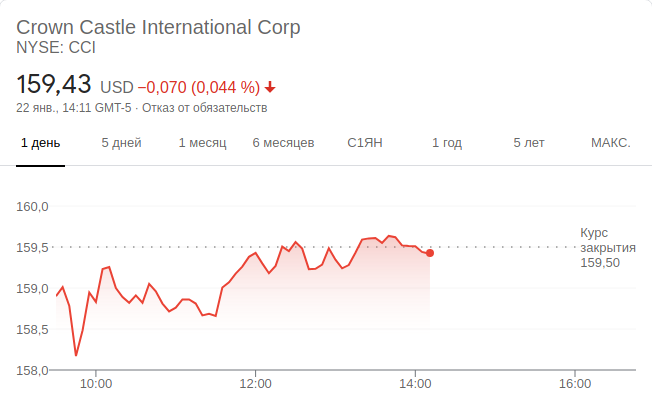 Crown Castle International Corp
NYSE: CCI
159,43 USD −0,070 (0,044 %)
22 янв., 14:11 GMT-5 · Отказ от обязательств
1 день 5 дней 1 месяц 6 месяцев С1ЯН 1 год 5 лет МАКС.
160,0
159,5
159,0
158,5
158,0
Курс
закрытия
159,50
10:00 12:00 14:00 16:00